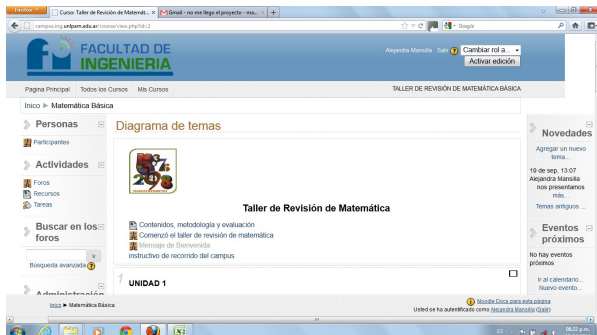 Firefox
Curso: Taller de Revisión de Matemát...
Gmail - no me llego el proyecto - ma...
campus.ing.unlpam.edu.ar/course/view.php?id=2
Google
FACULTAD DE
INGENIERIA
Alejandra Mansilla Salir
Cambiar rol a...
Activar edición
Pagina Principal Todos los Cursos Mis Cursos
TALLER DE REVISIÓN DE MATEMÁTICA BÁSICA
Inicio ► Matemática Básica
Personas
Participantes
Actividades
Foros
Recursos
Tareas
Buscar en los
foros
Búsqueda avanzada
Administración
Diagrama de temas
Taller de Revisión de Matemática
Contenidos, metodología y evaluación
Comenzó el taller de revisión de matemática
Mensaje de Bienvenida
instructivo de recorrido del campus
1
UNIDAD 1
Novedades
Agregar un nuevo
tema...
19 de sep, 13:07
Alejandra Mansilla
nos presentamos
más...
Temas antiguos ...
Eventos
próximos
No hay eventos
próximos
Ir al calendario...
Nuevo evento...
Inicio ► Matemática Básica
Moodle Docs para esta página
Usted se ha autentificado como Alejandra Mansilla (Salir)
ES
06:22 p.m.